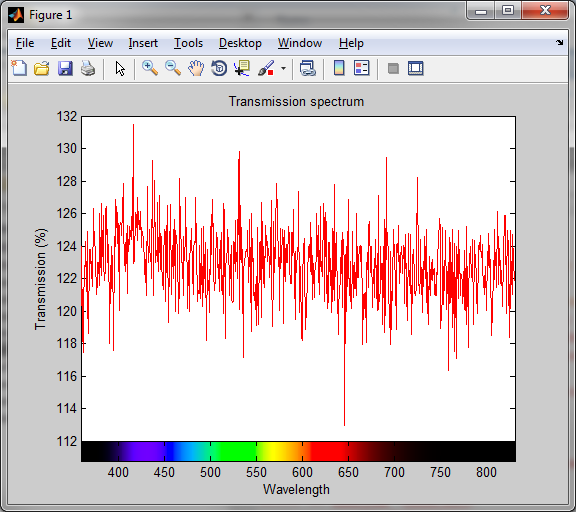 Figure 1
File Edit View Insert Tools Desktop Window Help
Transmission spectrum
132
130
128
126
124
122
120
118
116
114
112
Transmission (%)
400 450 500 550 600 650 700 750 800
Wavelength